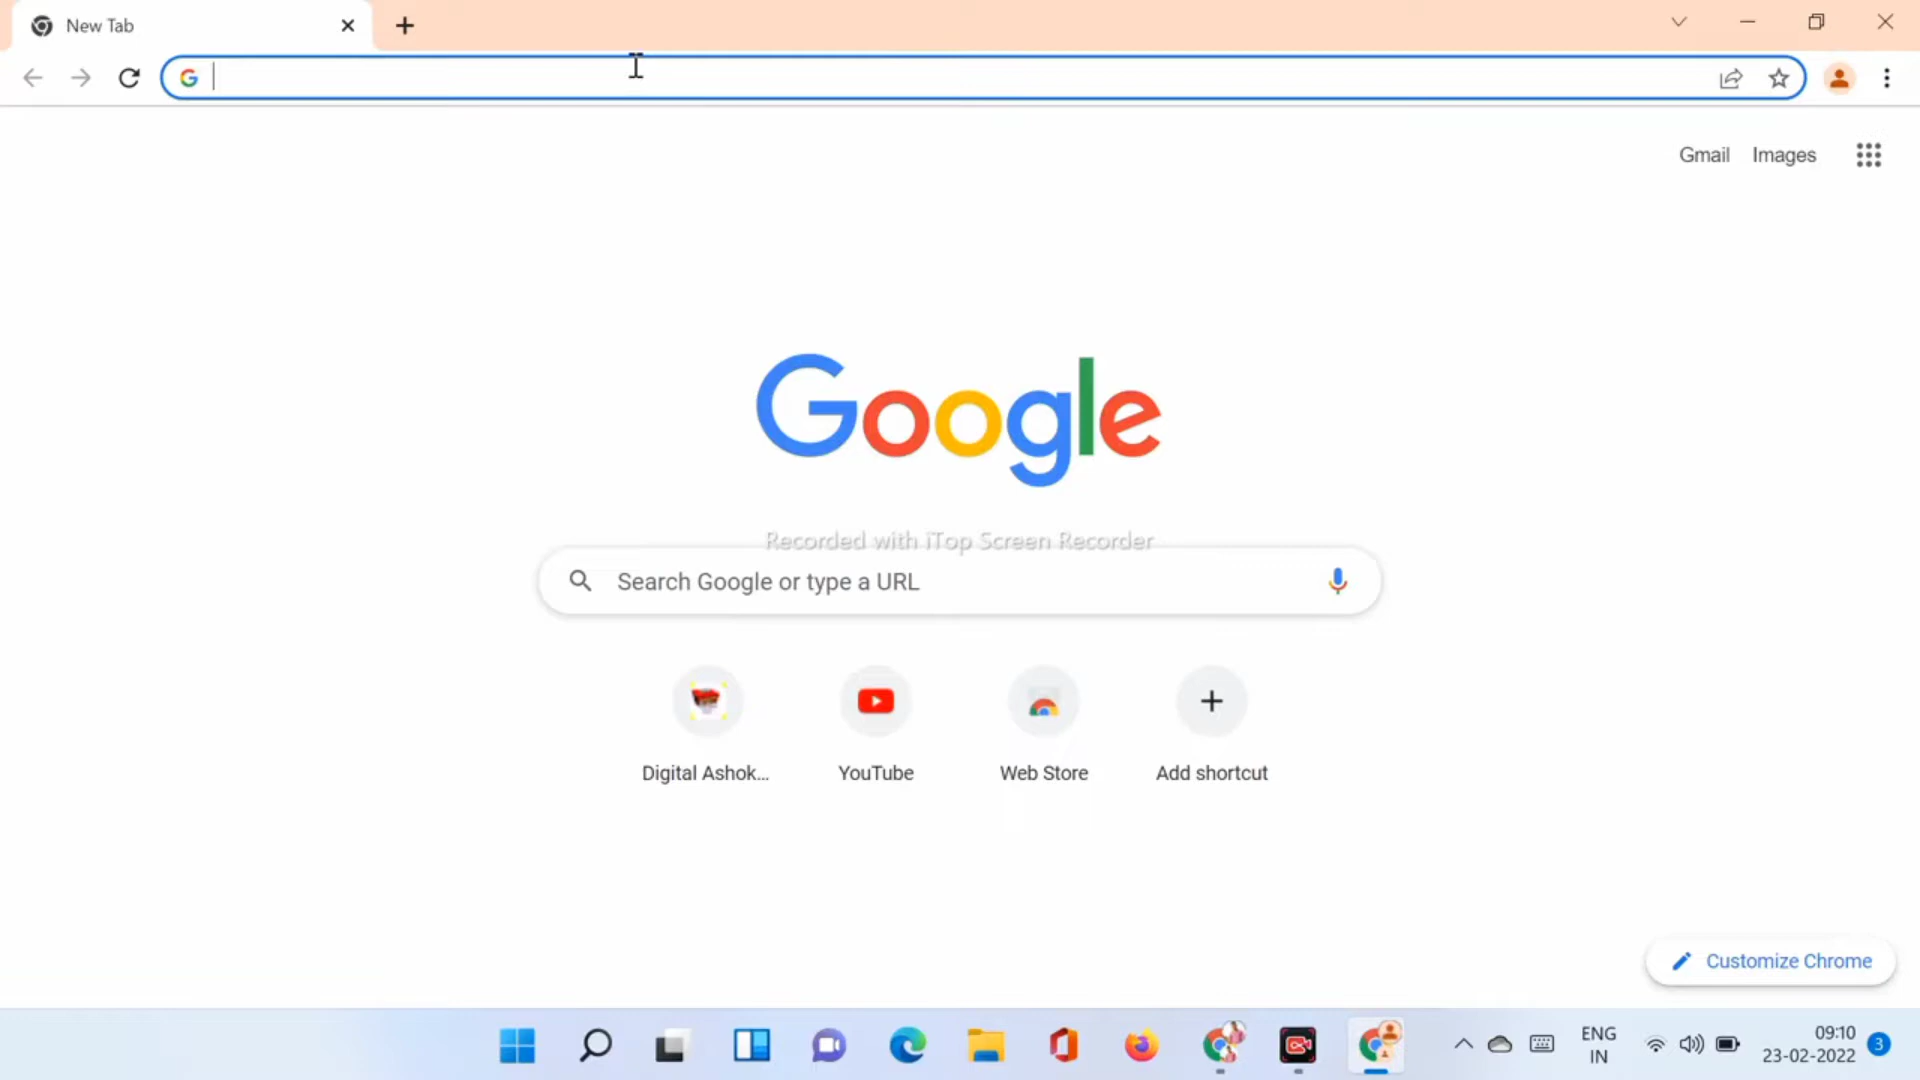 New Tab
Gmail Images
Google
Recorded with iTop Screen Recorder
Search Google or type a URL
Digital Ashok... YouTube Web Store Add shortcut
Customize Chrome
ENG 09:10
IN 23-02-2022 3